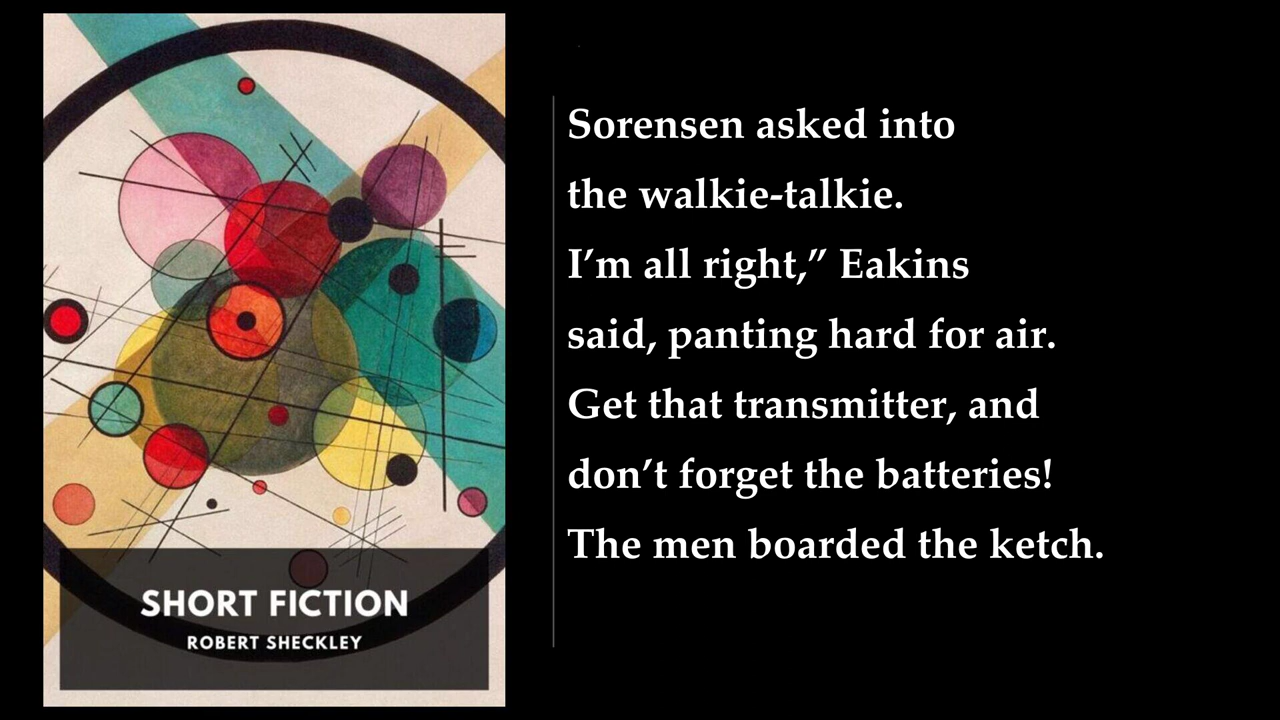 SHORT FICTION
ROBERT SHECKLEY
Sorensen asked into
the walkie-talkie.
I’m all right,” Eakins
said, panting hard for air.
Get that transmitter, and
don’t forget the batteries!
The men boarded the ketch.